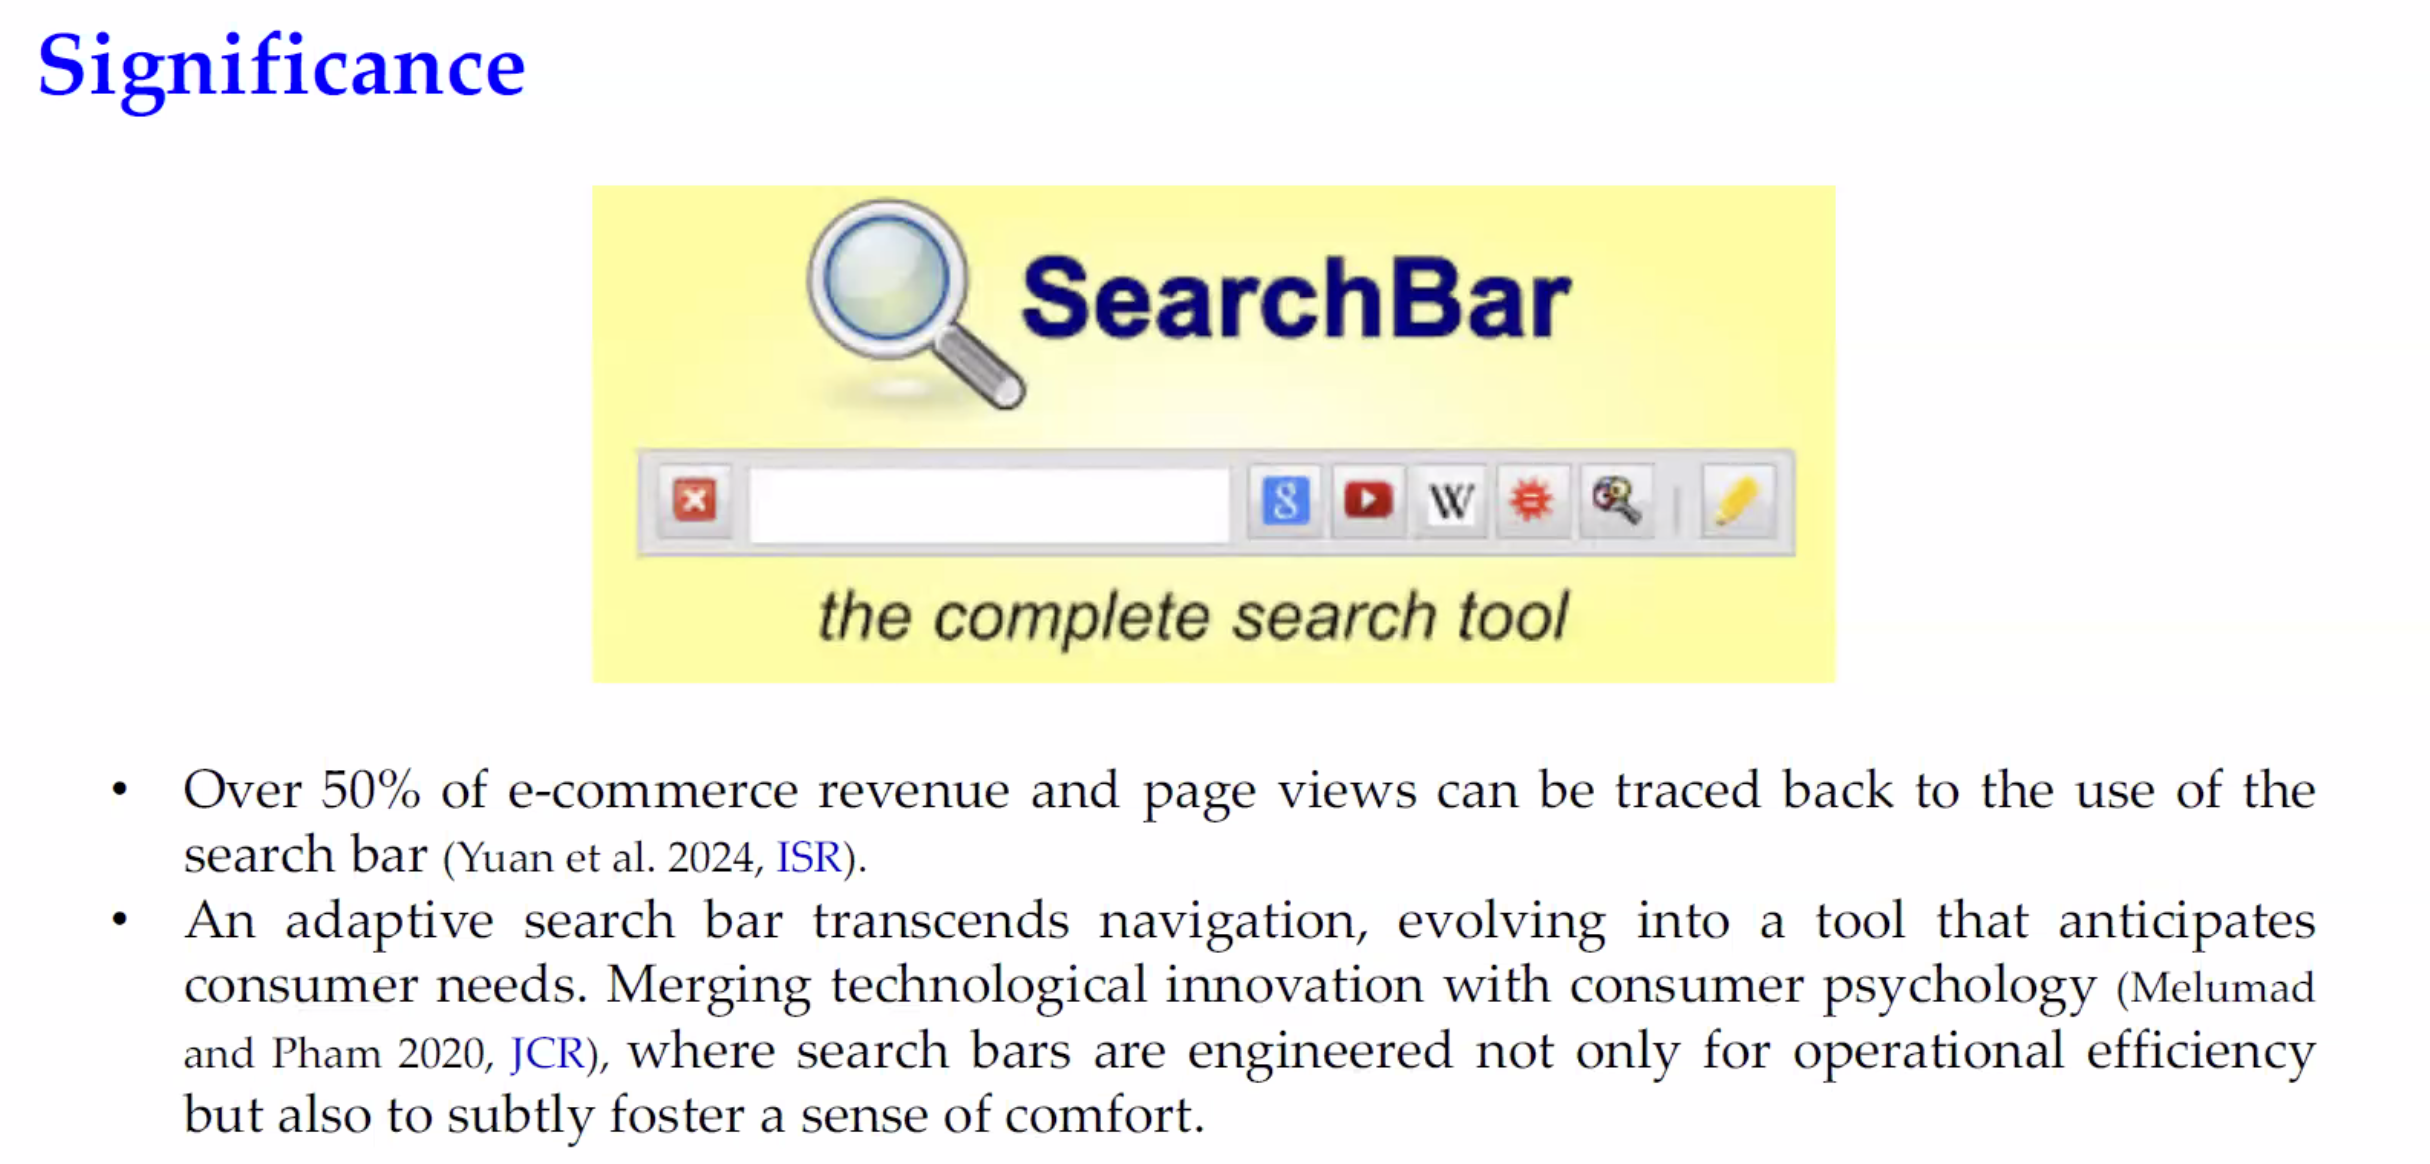 Significance
SearchBar
8
W
the complete search tool
• Over 50% of e-commerce revenue and page views can be traced back to the use of the
search bar (Yuan et al. 2024, ISR).
• An adaptive search bar transcends navigation, evolving into a tool that anticipates
consumer needs. Merging technological innovation with consumer psychology (Melumad
and Pham 2020, JCR), where search bars are engineered not only for operational efficiency
but also to subtly foster a sense of comfort.